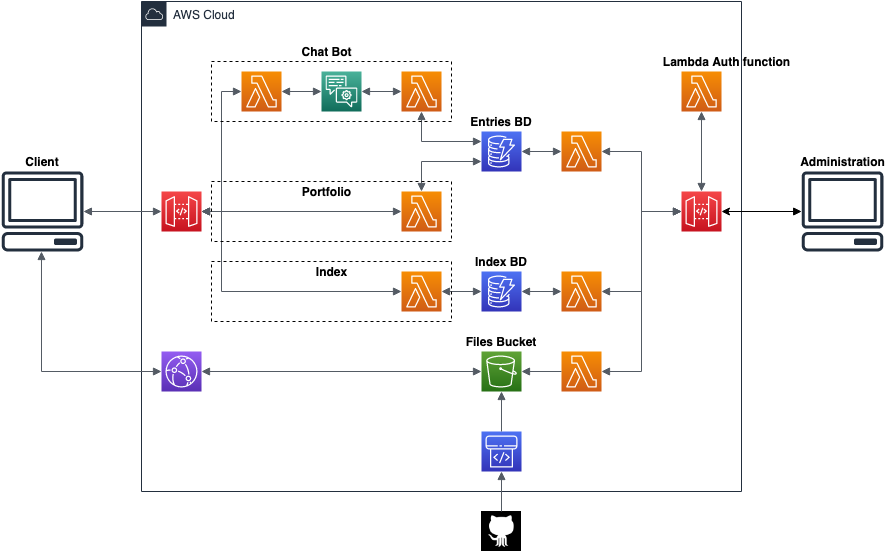 AWS Cloud
Chat Bot
Lambda Auth function
Entries BD
Client
Administration
Portfolio
Index
Index BD
Files Bucket